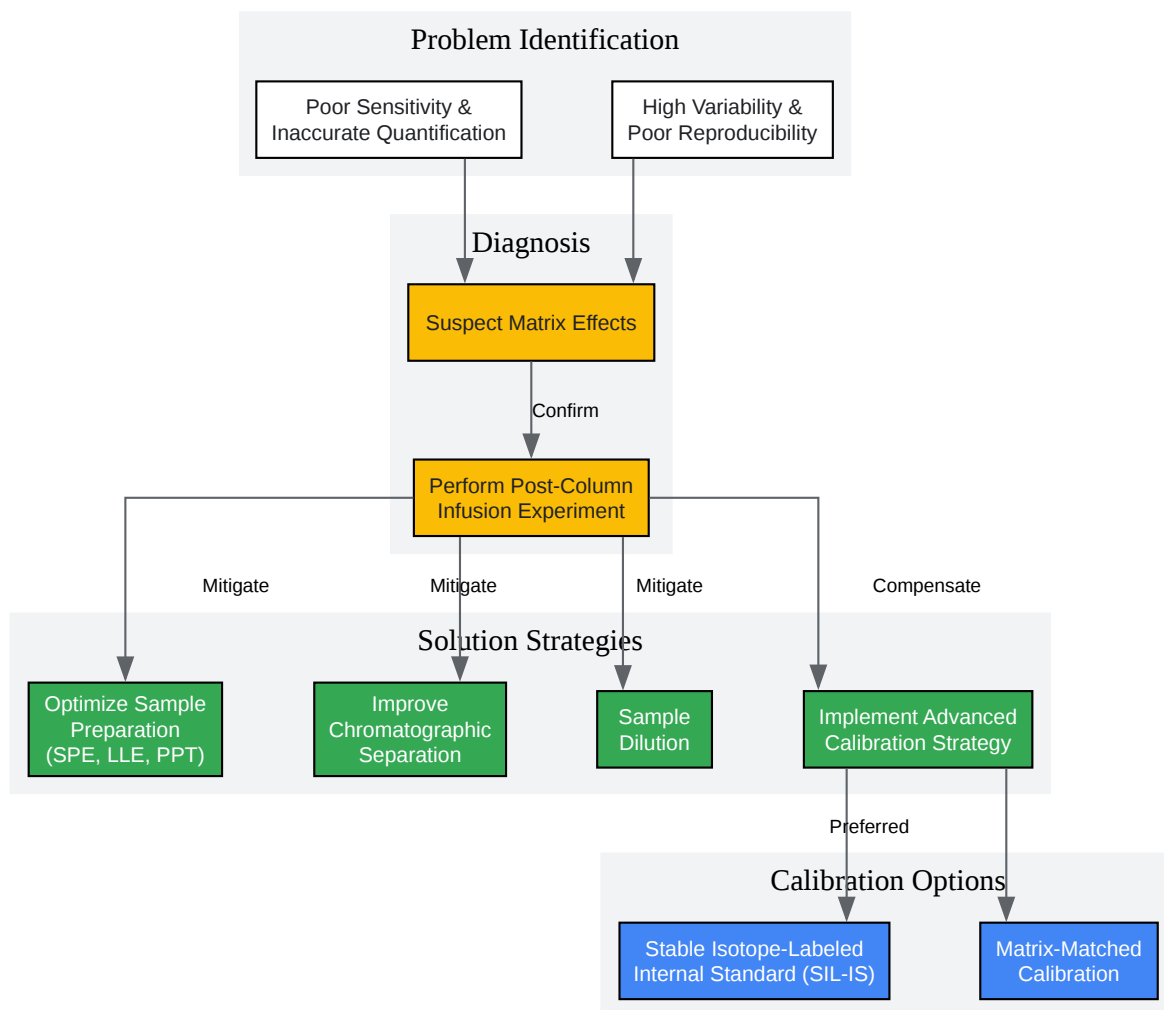 Problem Identification
Poor Sensitivity &
Inaccurate Quantification
High Variability &
Poor Reproducibility
Diagnosis
Suspect Matrix Effects
Confirm
Perform Post-Column
Infusion Experiment
Mitigate
Mitigate
Mitigate
Compensate
Solution Strategies
Optimize Sample
Preparation
(SPE, LLE, PPT)
Improve
Chromatographic
Separation
Sample
Dilution
Implement Advanced
Calibration Strategy
Preferred
Calibration Options
Stable Isotope-Labeled
Internal Standard (SIL-IS)
Matrix-Matched
Calibration